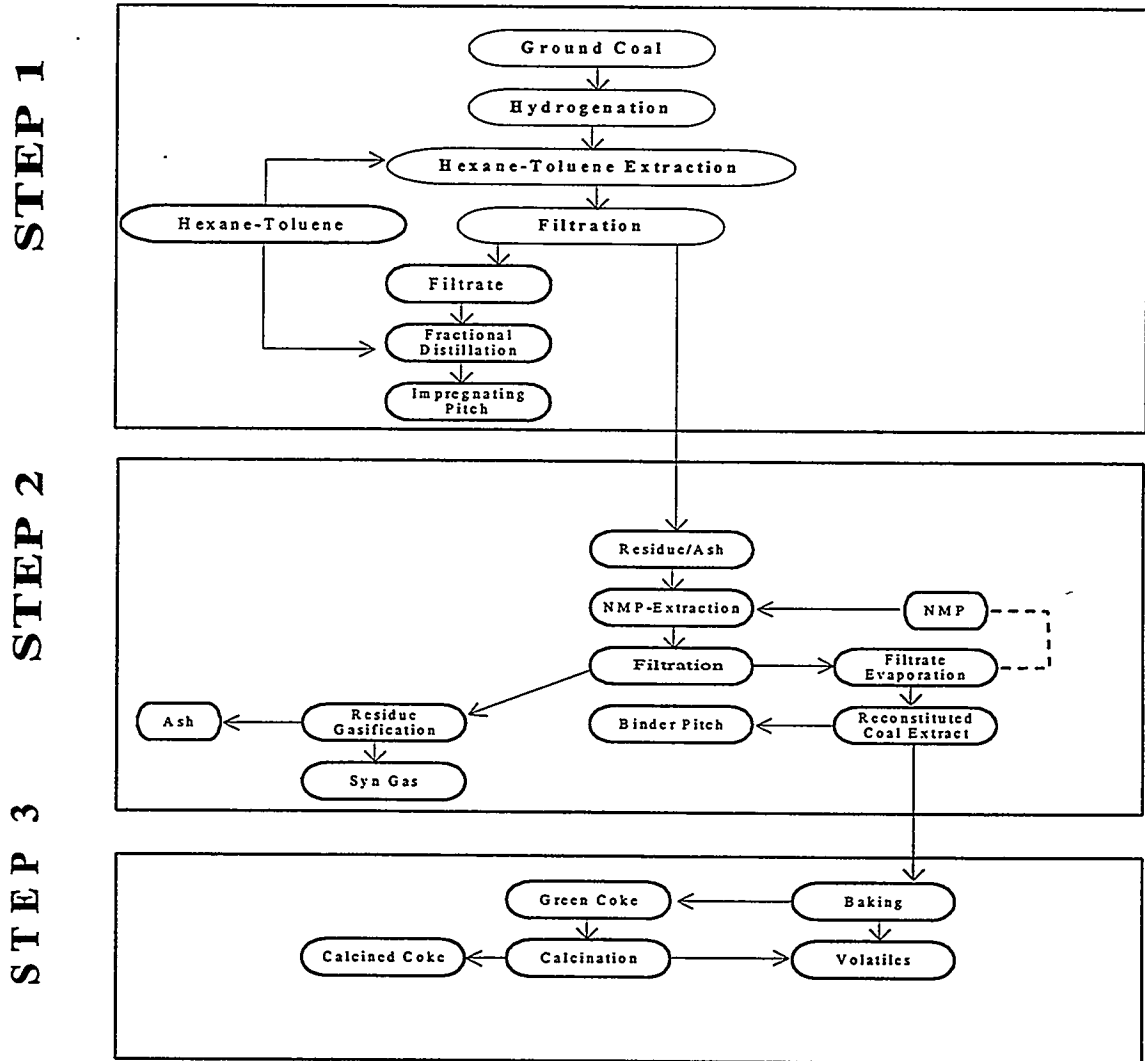 STEP 1
Ground Coal
Hydrogenation
Hexane-Toluene Extraction
Hexane-Toluene
Filtration
Filtrate
Fractional
Distillation
Impregnating
Pitch
STEP 2
Residue/Ash
NMP-Extraction
NMP
Filtration
Filtrate
Evaporation
Ash
Residue
Gasification
Binder Pitch
Reconstituted
Coal Extract
Syn Gas
STEP 3
Green Coke
Baking
Calcined Coke
Calcination
Volatiles